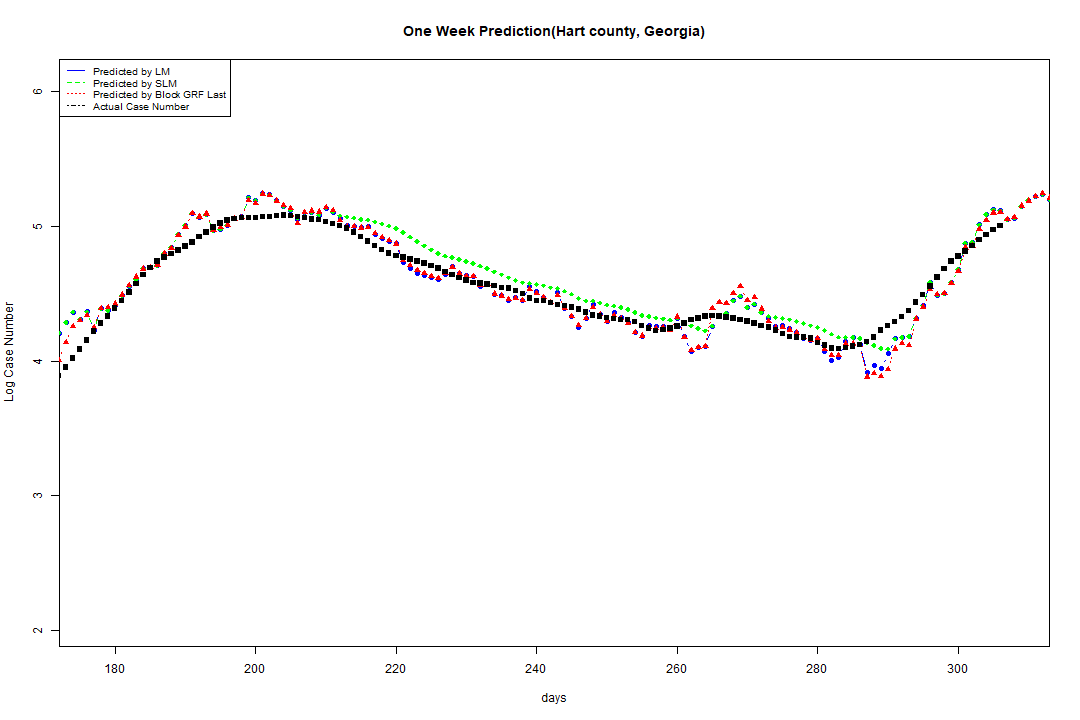 One Week Prediction(Hart county, Georgia)
Predicted by LM
Predicted by SLM
Predicted by Block GRF Last
Actual Case Number
6
5
4
3
2
Log Case Number
180 200 220 240 260 280 300
days